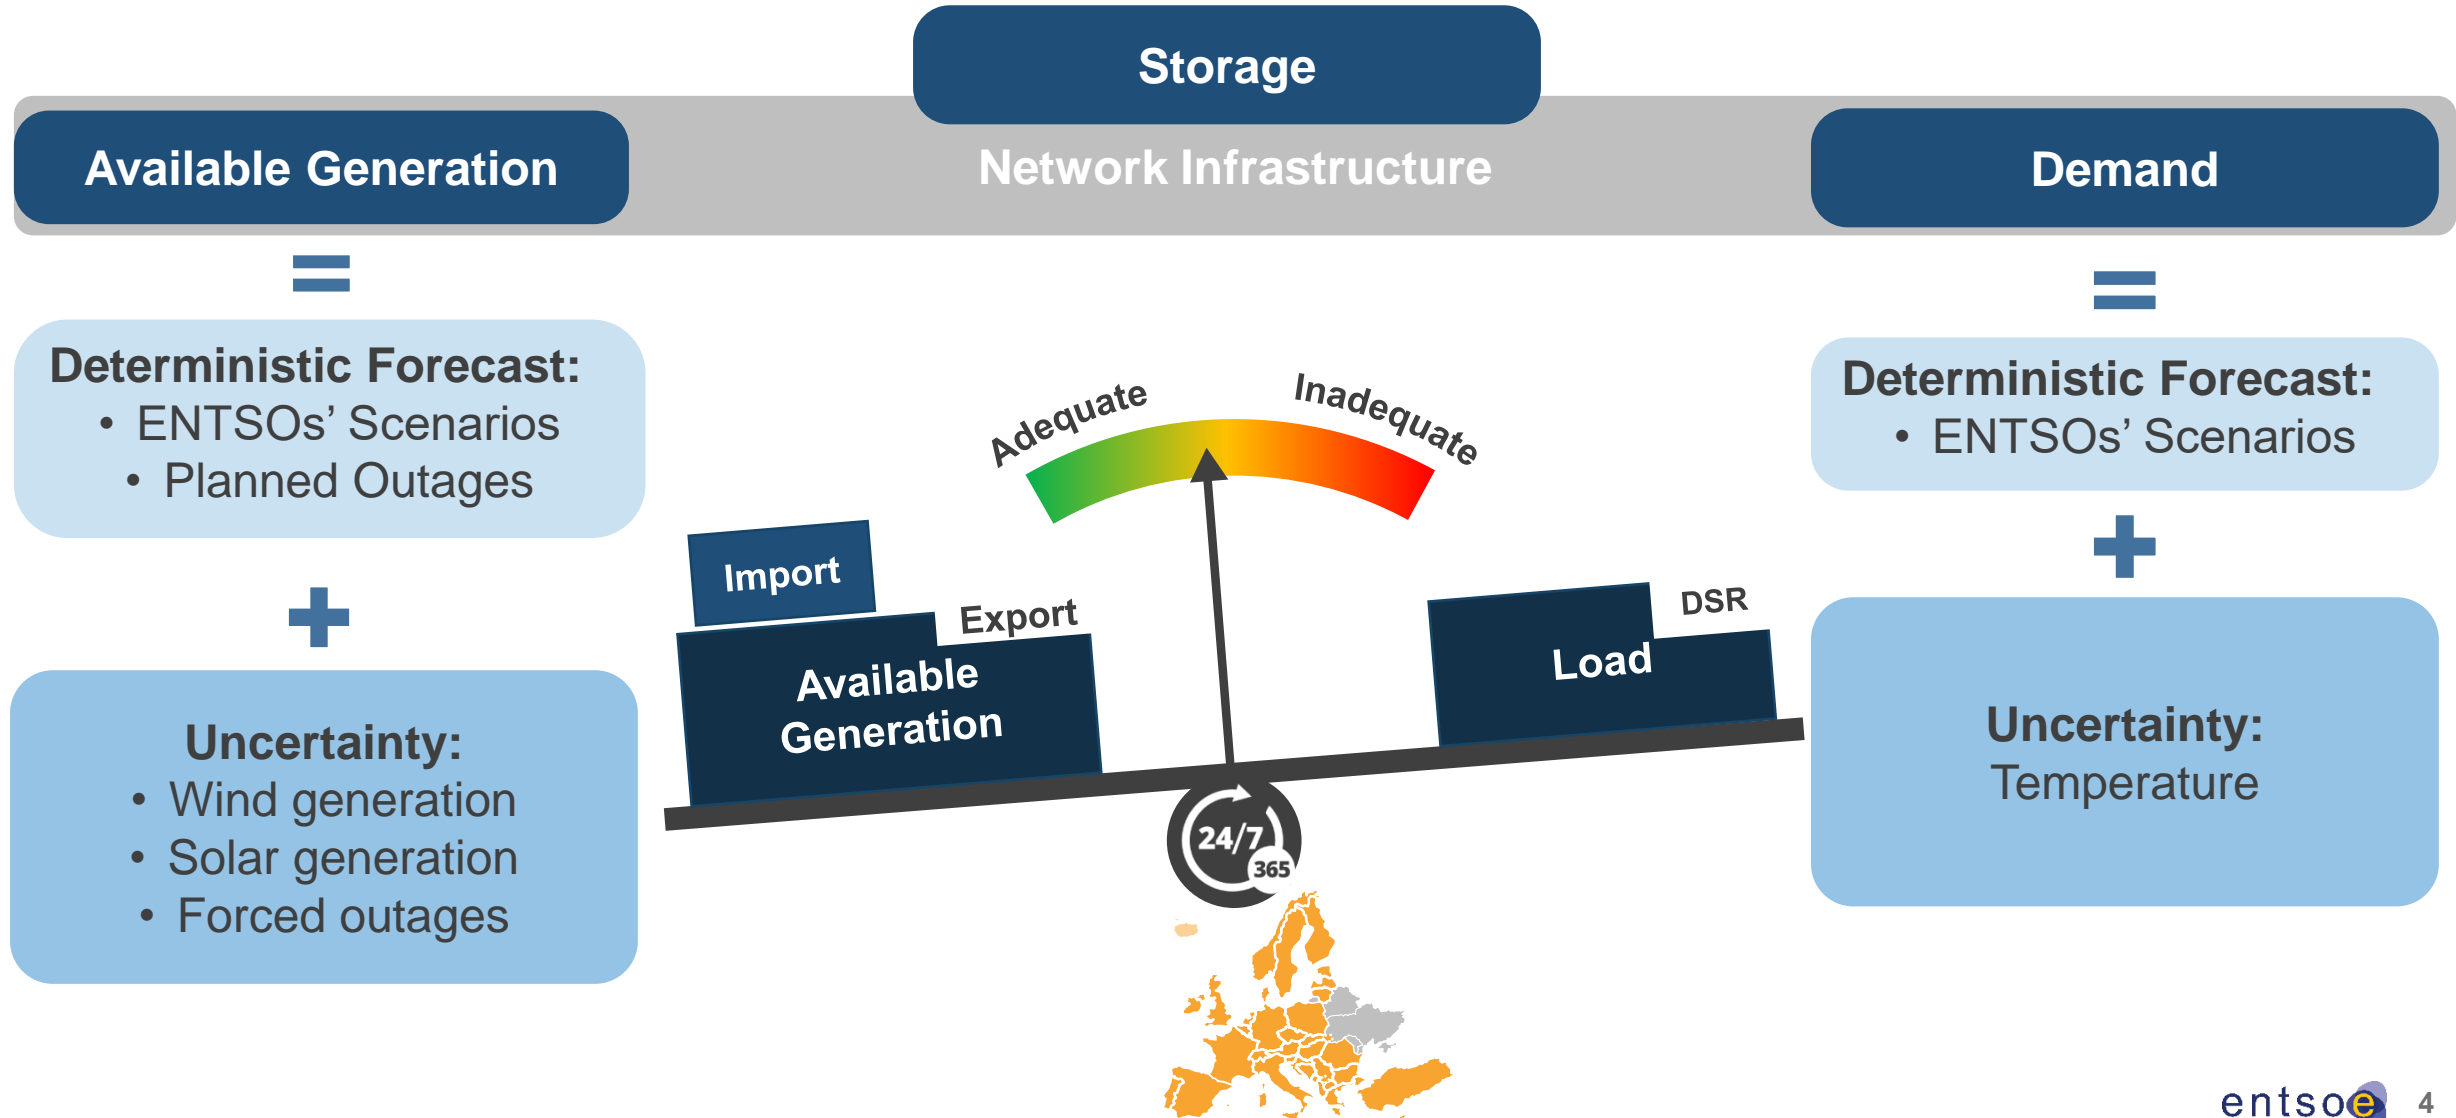 Storage
Available Generation
Network Infrastructure
Demand
Deterministic Forecast:
• ENTSOs’ Scenarios
• Planned Outages
Uncertainty:
• Wind generation
• Solar generation
• Forced outages
Adequate
Inadequate
Import
Export
Available
Generation
Load
DSR
24/7
365
Deterministic Forecast:
• ENTSOs’ Scenarios
Uncertainty:
Temperature
entsoe
4